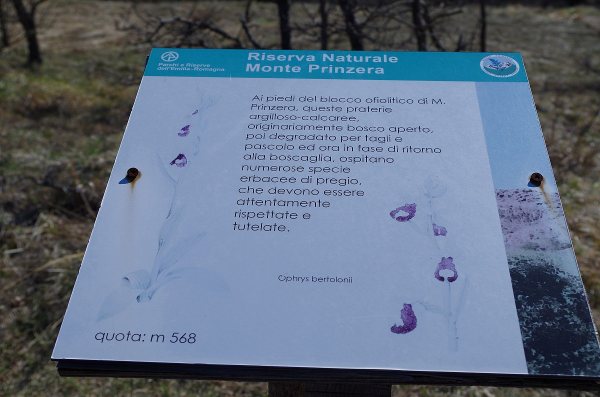 Parchi e Riserve
dell'Emilia-Romagna
Riserva Naturale
Monte Prinzera
Ai piedi del blocco ofiolitico di M.
Prinzera, queste praterie
argilloso-calcaree,
originariamente bosco aperto,
poi degradato per tagli e
pascolo ed ora in fase di ritorno
alla boscaglia, ospitano
numerose specie
erbacee di pregio,
che devono essere
attentamente
rispettate e
tutelate.
Ophrys bertolonii
quota: m 568